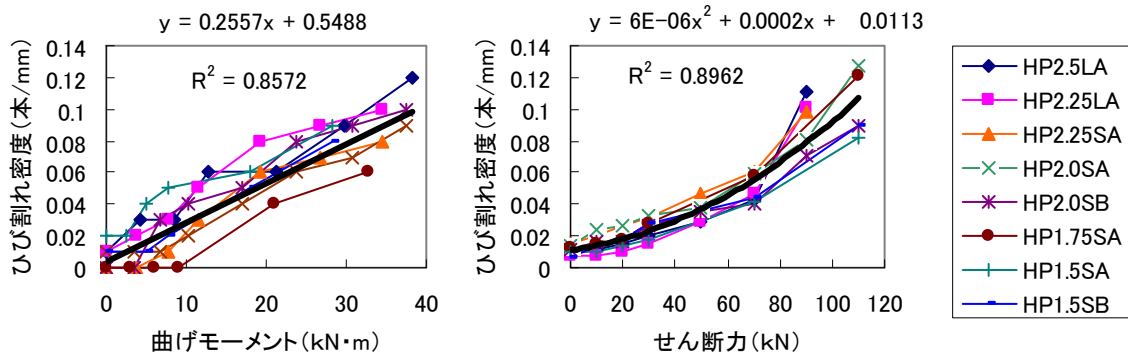 y = 0.2557x + 0.5488
R² = 0.8572
ひび割れ密度(本/mm)
0.14
0.12
0.1
0.08
0.06
0.04
0.02
0
0 10 20 30 40
曲げモーメント(kN・m)
y = 6E-06x² + 0.0002x + 0.0113
R² = 0.8962
ひび割れ密度(本/mm)
0.14
0.12
0.1
0.08
0.06
0.04
0.02
0
0 20 40 60 80 100 120
せん断力(kN)
HP2.5LA
HP2.25LA
HP2.25SA
HP2.0SA
HP2.0SB
HP1.75SA
HP1.5SA
HP1.5SB